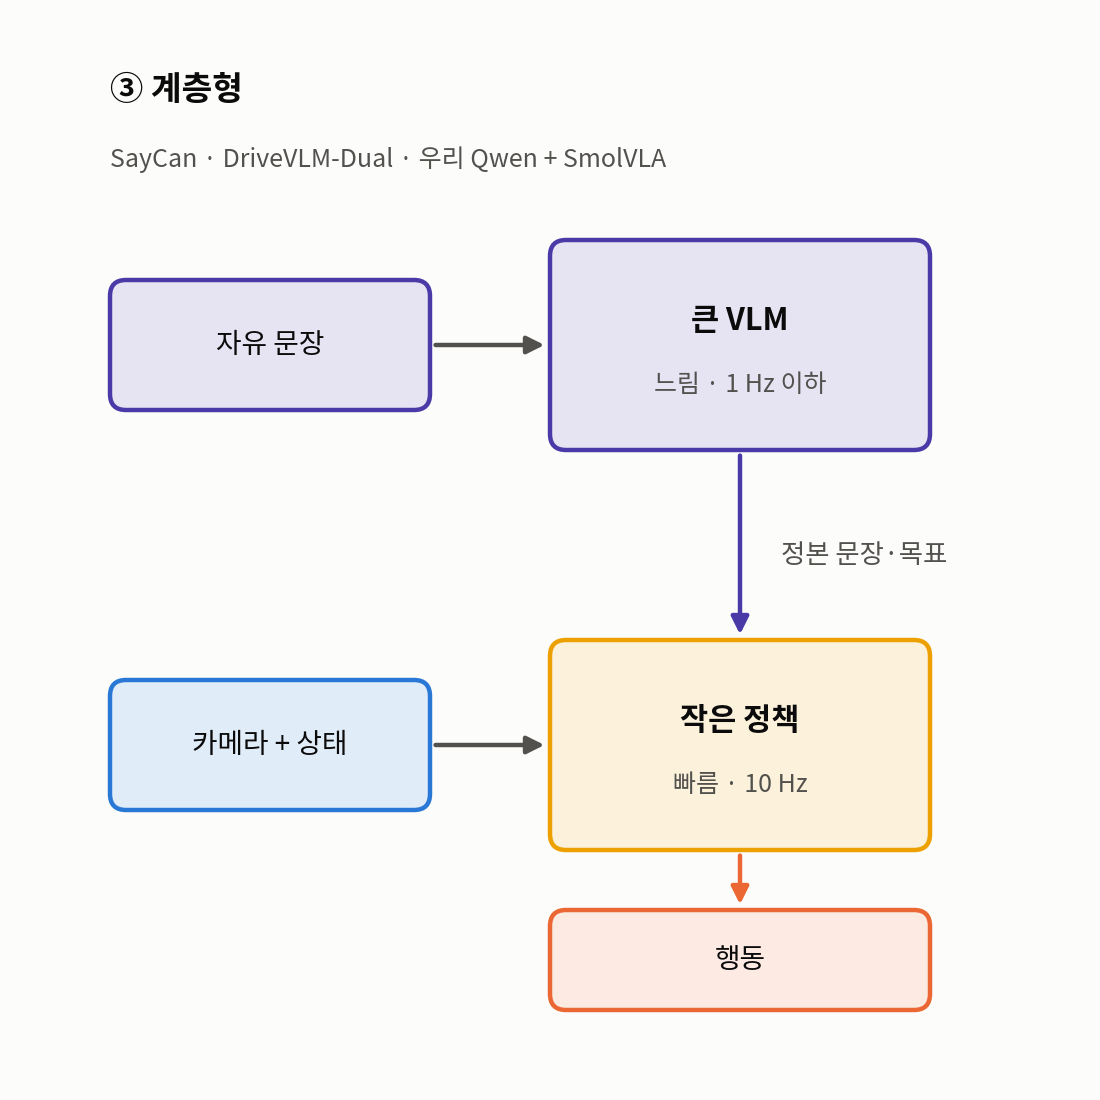 ③ 계층형
SayCan · DriveVLM-Dual · 우리 Qwen + SmolVLA
자유 문장
큰 VLM
느림 · 1 Hz 이하
정본 문장·목표
카메라 + 상태
작은 정책
빠름 · 10 Hz
행동